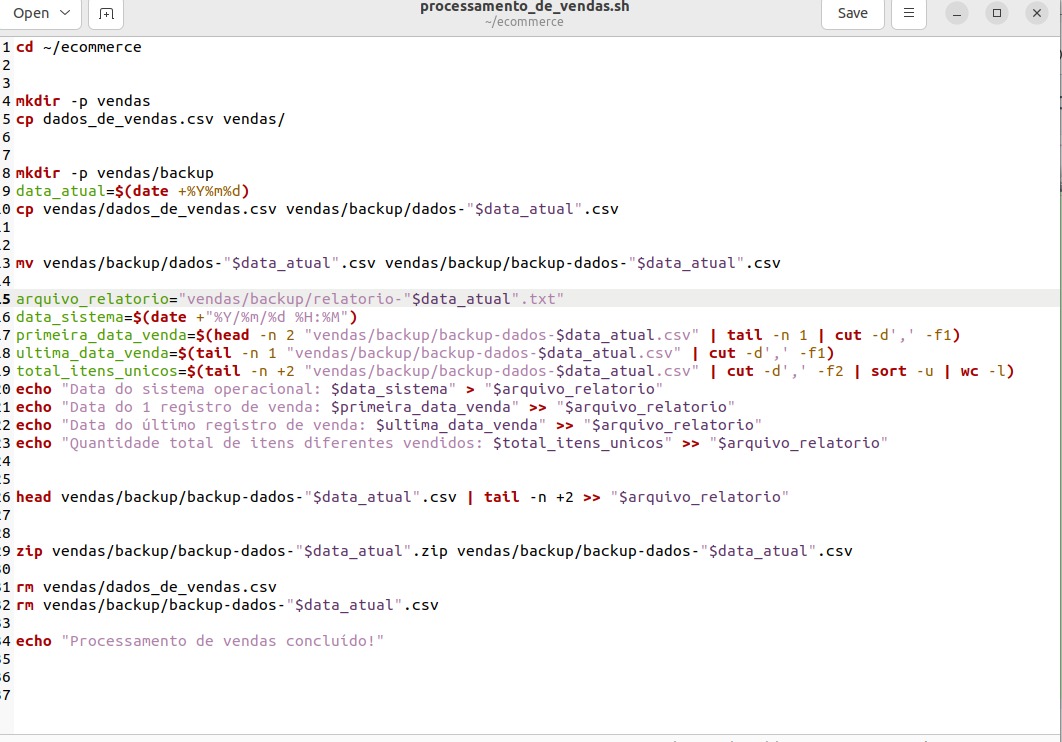 Open
processamento_de_vendas.sh
~/ecommerce
Save
1 cd ~/ecommerce
2
3
4 mkdir -p vendas
5 cp dados_de_vendas.csv vendas/
6
7
8 mkdir -p vendas/backup
9 data_atual=$(date +%Y%m%d)
0 cp vendas/dados_de_vendas.csv vendas/backup/dados-"$data_atual".csv
1
2
3 mv vendas/backup/dados-"$data_atual".csv vendas/backup/backup-dados-"$data_atual".csv
4
5 arquivo_relatorio="vendas/backup/relatorio-"$data_atual".txt"
6 data_sistema=$(date +"%Y/%m/%d %H:%M")
7 primeira_data_venda=$(head -n 2 "vendas/backup/backup-dados-$data_atual.csv" | tail -n 1 | cut -d',' -f1)
8 ultima_data_venda=$(tail -n 1 "vendas/backup/backup-dados-$data_atual.csv" | cut -d',' -f1)
9 total_itens_unicos=$(tail -n +2 "vendas/backup/backup-dados-$data_atual.csv" | cut -d',' -f2 | sort -u | wc -l)
0 echo "Data do sistema operacional: $data_sistema" > "$arquivo_relatorio"
1 echo "Data do 1 registro de venda: $primeira_data_venda" >> "$arquivo_relatorio"
2 echo "Data do último registro de venda: $ultima_data_venda" >> "$arquivo_relatorio"
3 echo "Quantidade total de itens diferentes vendidos: $total_itens_unicos" >> "$arquivo_relatorio"
4
5
6 head vendas/backup/backup-dados-"$data_atual".csv | tail -n +2 >> "$arquivo_relatorio"
7
8
9 zip vendas/backup/backup-dados-"$data_atual".zip vendas/backup/backup-dados-"$data_atual".csv
0
1 rm vendas/dados_de_vendas.csv
2 rm vendas/backup/backup-dados-"$data_atual".csv
3
4 echo "Processamento de vendas concluído!"
5
6
7